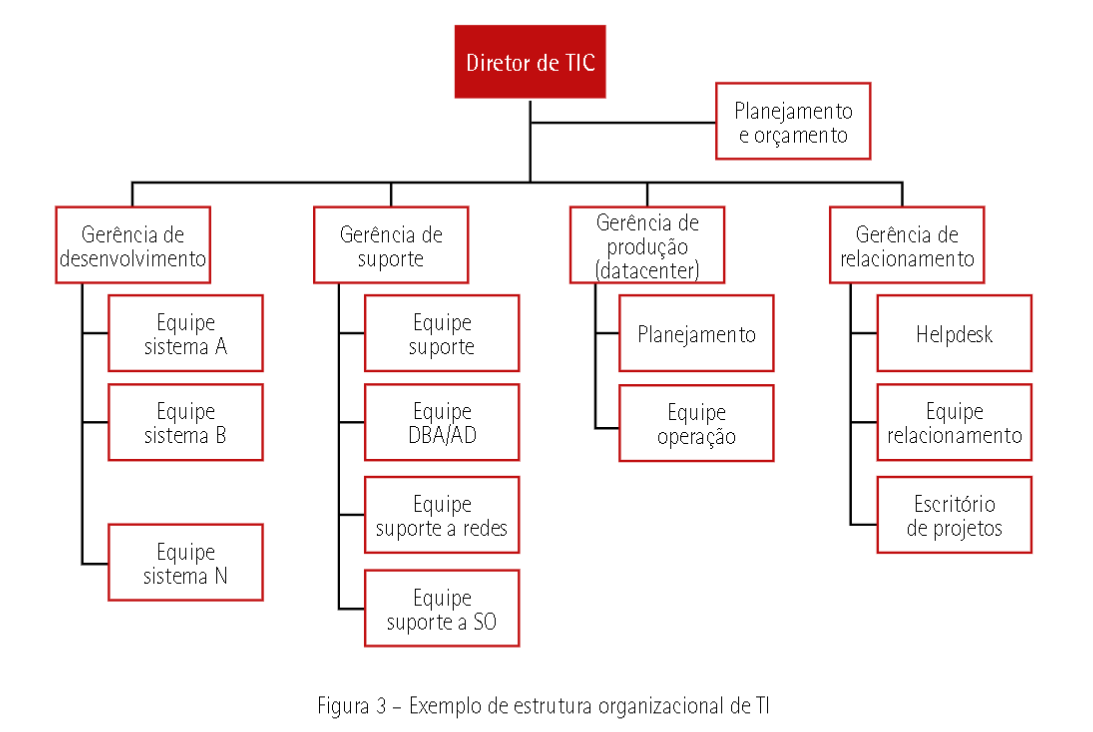 Diretor de TIC
Planejamento
e orçamento
Gerência de
desenvolvimento
Gerência de
suporte
Gerência de
produção
(datacenter)
Gerência de
relacionamento
Equipe
sistema A
Equipe
suporte
Planejamento
Helpdesk
Equipe
sistema B
Equipe
DBA/AD
Equipe
operação
Equipe
relacionamento
Equipe
suporte a redes
Escritório
de projetos
Equipe
sistema N
Equipe
suporte a SO
Figura 3 – Exemplo de estrutura organizacional de TI